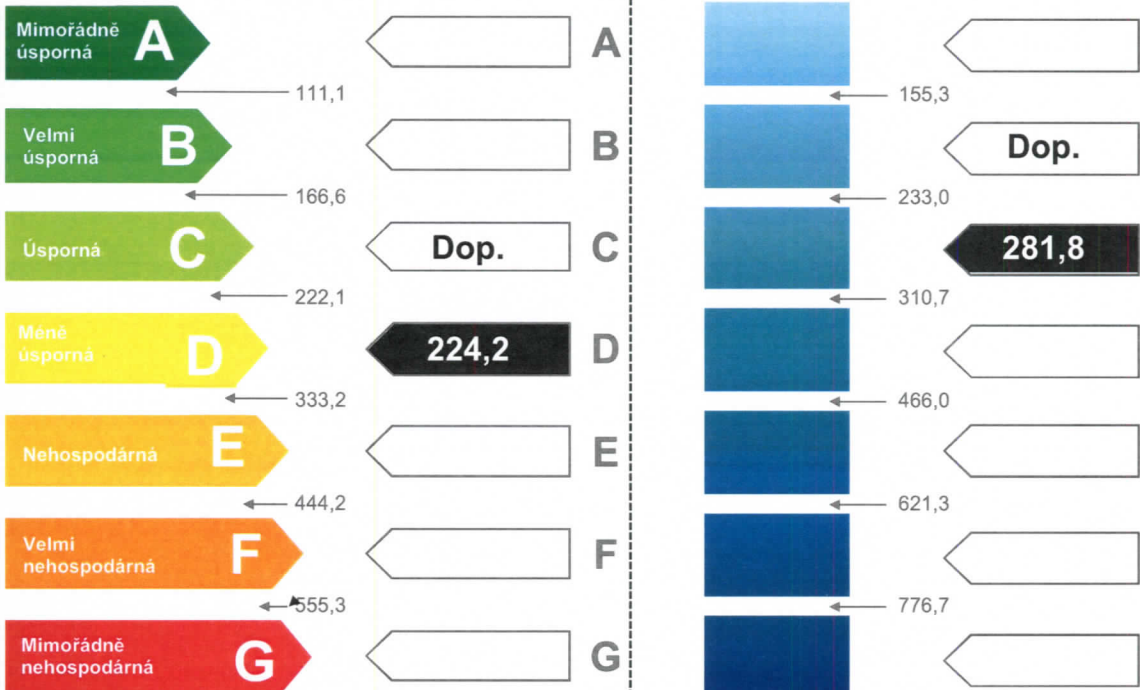 Mimořádně
úsporná A
A
111,1
155,3
Velmi
úsporná B
B
Dop.
166,6
233,0
Úsporná C
Dop.
C
281,8
222,1
310,7
Méně
úsporná D
224,2
D
333,2
466,0
Nehospodárná E
E
444,2
621,3
Velmi
nehospodárná F
F
555,3
776,7
Mimořádně
nehospodárná G
G